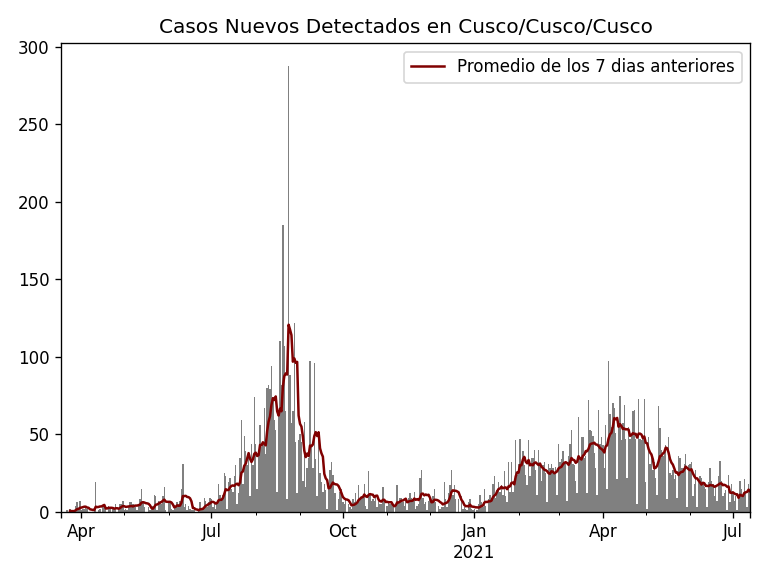 Casos Nuevos Detectados en Cusco/Cusco/Cusco
Promedio de los 7 dias anteriores
300
250
200
150
100
50
0
Apr Jul Oct Jan Apr Jul
2021